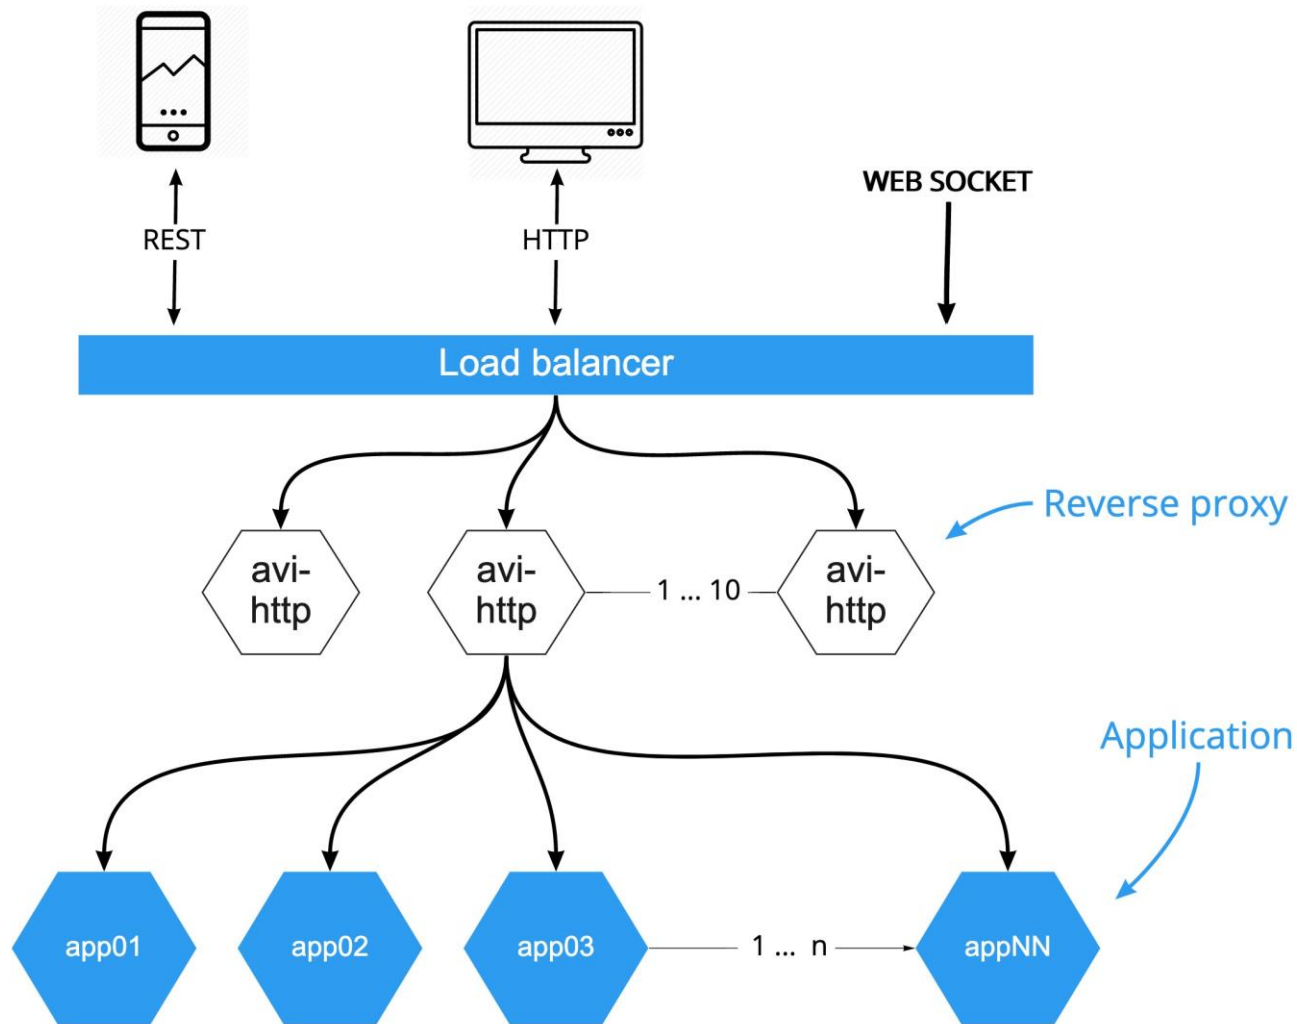 WEB SOCKET
REST
HTTP
Load balancer
Reverse proxy
avi-
http
avi-
http
1 ... 10
avi-
http
Application
app01
app02
app03
1 ... n
appNN